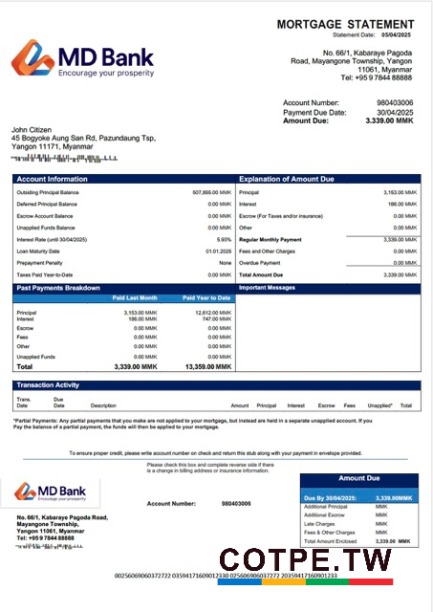 MORTGAGE STATEMENT
Statement Date: 05/04/2025
MD Bank
Encourage your prosperity
No. 66/1, Kabaraye Pagoda
Road, Mayangone Township, Yangon
11061, Myanmar
Tel: +95 9 7844 88888
Account Number: 980403006
Payment Due Date: 30/04/2025
Amount Due: 3.339.00 MMK
John Citizen
45 Bogyoke Aung San Rd, Pazundaung Tsp,
Yangon 11171, Myanmar
Account Information
Outsiding Principal Balance 507,895.00 MMK
Deferred Principal Balance 0.00 MMK
Escrow Account Balance 0.00 MMK
Unapplied Funds Balance 0.00 MMK
Interest Rate (until 30/04/2025)
Loan Maturity Date 01.01.2025
Prepayment Penalty None
Taxes Paid Year-to-Date 0.00 MMK
Explanation of Amount Due
Principal 3,153.00 MMK
Interest 186.00 MMK
Escrow (For Taxes and/or insurance) 0.00 MMK
Other 0.00 MMK
Regular Monthly Payment 3,339.00 MMK
Fees and Other Charges 0.00 MMK
Overdue Payment 0.00 MMK
Total Amount Due 3,339.00 MMK
Past Payments Breakdown
Paid Last Month Paid Year to Date
Principal 3,153.00 MMK 12,612.00 MMK
Interest 186.00 MMK 747.00 MMK
Escrow 0.00 MMK 0.00 MMK
Fees 0.00 MMK 0.00 MMK
Other 0.00 MMK 0.00 MMK
Unapplied Funds 0.00 MMK 0.00 MMK
Total 3,339.00 MMK 13,359.00 MMK
Important Messages
Transaction Activity
Trans. Date Due Date Description Amount Principal Interest Escrow Fees Unapplied* Total
*Partial Payments: Any partial payments that you make are not applied to your mortgage, but instead are held in a separate unapplied account. If you
Pay the balance of a partial payment, the funds will then be applied to your mortgage.
To ensure proper credit, please write account number on check and return this stub along with your payment in envelope provided.
Please check this box and complete reverse side if there
is a change in billing address or insurance information.
MD Bank
Encourage your prosperity
Account Number: 980403006
No. 66/1, Kabaraye Pagoda Road,
Mayangone Township,
Yangon 11061, Myanmar
Tel: +95 9 7844 88888
Amount Due
Due By 30/04/2025: 3,339.00MMK
Additional Principal MMK
Additional Escrow MMK
Late Charges MMK
Fees & Other Charges MMK
Total Amount Enclosed 3,339.00 MMK
COTPE.TW